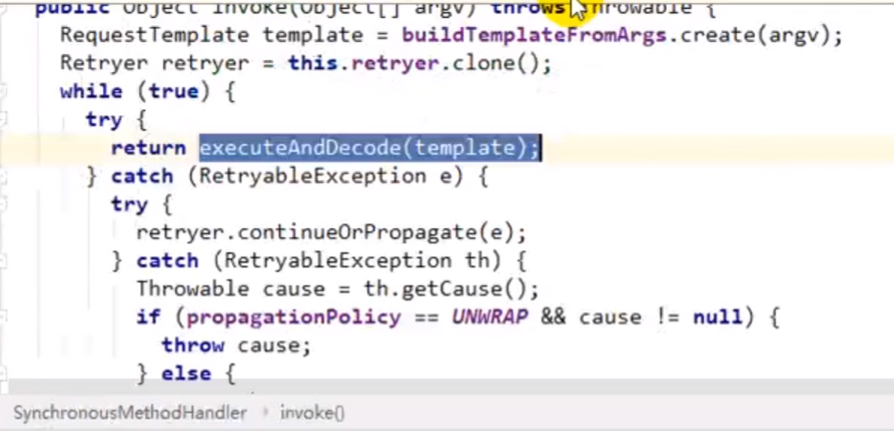 public Object invoke(Object[] argv) throws Throwable {
RequestTemplate template = buildTemplateFromArgs.create(argv);
Retryer retryer = this.retryer.clone();
while (true) {
try {
return executeAndDecode(template);
} catch (RetryableException e) {
try {
retryer.continueOrPropagate(e);
} catch (RetryableException th) {
Throwable cause = th.getCause();
if (propagationPolicy == UNWRAP && cause != null) {
throw cause;
} else {
SynchronousMethodHandler › invoke()